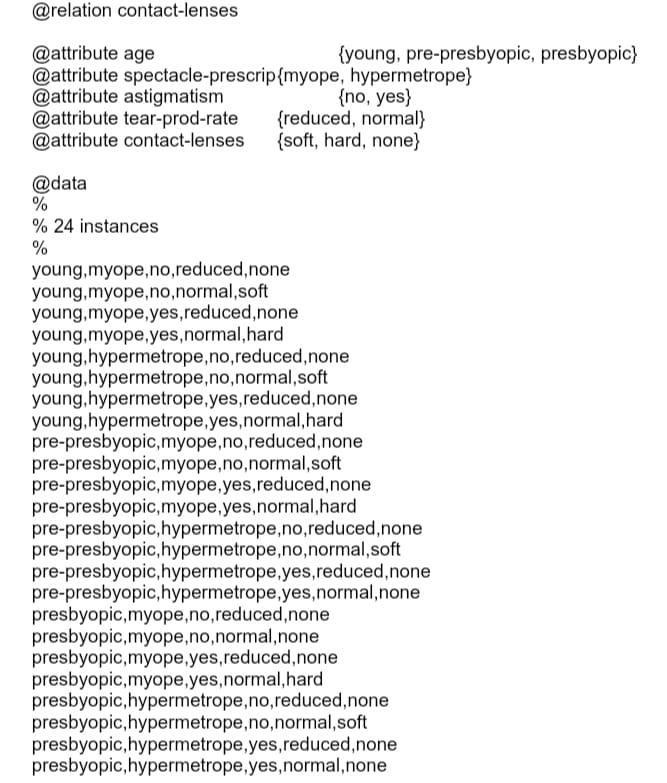 @relation contact-lenses
@attribute age {young, pre-presbyopic, presbyopic}
@attribute spectacle-prescrip{myope, hypermetrope}
@attribute astigmatism {no, yes}
@attribute tear-prod-rate {reduced, normal}
@attribute contact-lenses {soft, hard, none}
@data
%
% 24 instances
%
young,myope,no,reduced,none
young,myope,no,normal,soft
young,myope,yes,reduced,none
young,myope,yes,normal,hard
young,hypermetrope,no,reduced,none
young,hypermetrope,no,normal,soft
young,hypermetrope,yes,reduced,none
young,hypermetrope,yes,normal,hard
pre-presbyopic,myope,no,reduced,none
pre-presbyopic,myope,no,normal,soft
pre-presbyopic,myope,yes,reduced,none
pre-presbyopic,myope,yes,normal,hard
pre-presbyopic,hypermetrope,no,reduced,none
pre-presbyopic,hypermetrope,no,normal,soft
pre-presbyopic,hypermetrope,yes,reduced,none
pre-presbyopic,hypermetrope,yes,normal,none
presbyopic,myope,no,reduced,none
presbyopic,myope,no,normal,none
presbyopic,myope,yes,reduced,none
presbyopic,myope,yes,normal,hard
presbyopic,hypermetrope,no,reduced,none
presbyopic,hypermetrope,no,normal,soft
presbyopic,hypermetrope,yes,reduced,none
presbyopic,hypermetrope,yes,normal,none